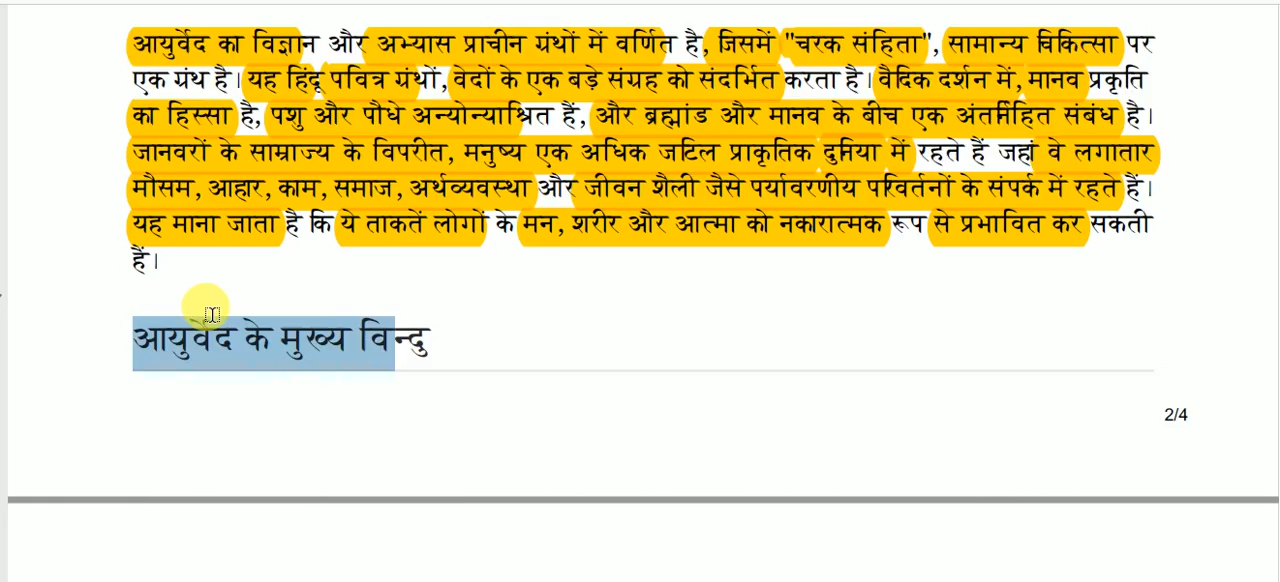 आयुर्वेद का विज्ञान और अभ्यास प्राचीन ग्रंथों में वर्णित है, जिसमें "चरक संहिता", सामान्य चिकित्सा पर
एक ग्रंथ है। यह हिंदू पवित्र ग्रंथों, वेदों के एक बड़े संग्रह को संदर्भित करता है। वैदिक दर्शन में, मानव प्रकृति
का हिस्सा है, पशु और पौधे अन्योन्याश्रित हैं, और ब्रह्मांड और मानव के बीच एक अंतर्निहित संबंध है।
जानवरों के साम्राज्य के विपरीत, मनुष्य एक अधिक जटिल प्राकृतिक दुनिया में रहते हैं जहां वे लगातार
मौसम, आहार, काम, समाज, अर्थव्यवस्था और जीवन शैली जैसे पर्यावरणीय परिवर्तनों के संपर्क में रहते हैं।
यह माना जाता है कि ये ताकतें लोगों के मन, शरीर और आत्मा को नकारात्मक रूप से प्रभावित कर सकती
हैं।
आयुर्वेद के मुख्य विन्दु
2/4